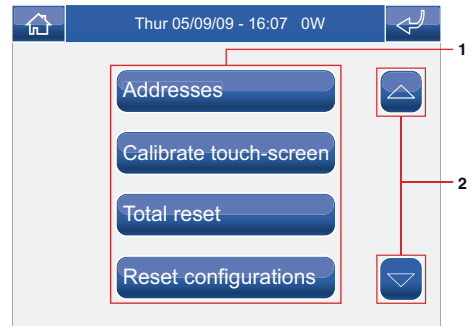 Thur 05/09/09 - 16:07 0W
1
Addresses
Calibrate touch-screen
2
Total reset
Reset configurations